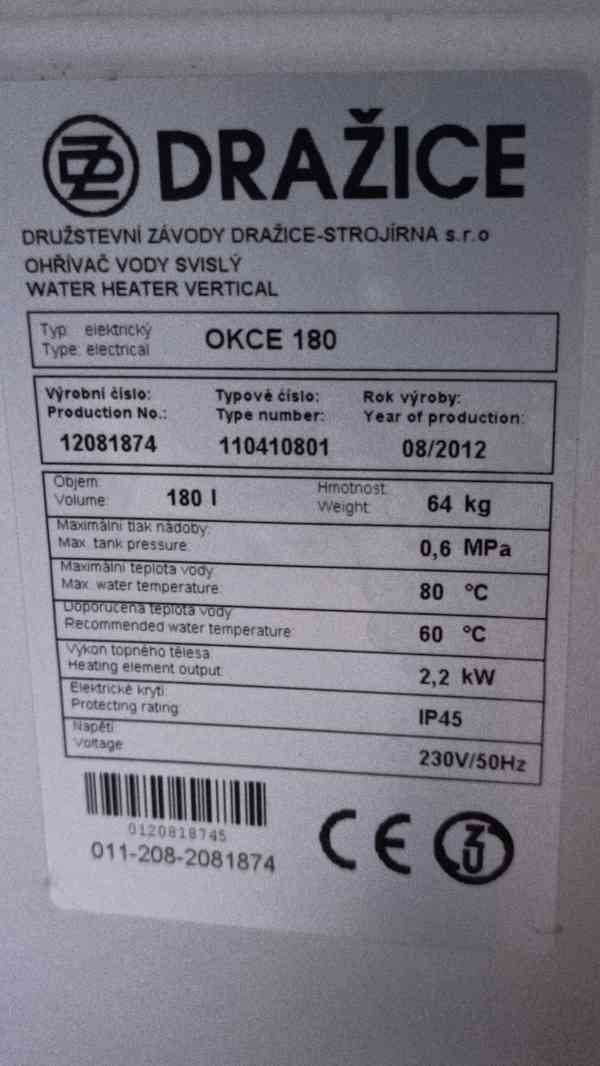 DRAŽICE
DRUŽSTEVNÍ ZÁVODY DRAŽICE-STROJÍRNA s.r.o
OHŘÍVAČ VODY SVISLÝ
WATER HEATER VERTICAL
Typ: elektrický
Type: electrical
OKCE 180
Výrobní číslo: Typové číslo: Rok výroby:
Production No.: Type number: Year of production:
12081874 110410801 08/2012
Objem: Hmotnost:
Volume: 180 l Weight: 64 kg
Maximální tlak nádoby:
Max. tank pressure: 0,6 MPa
Maximální teplota vody:
Max. water temperature: 80 °C
Doporučená teplota vody:
Recommended water temperature: 60 °C
Výkon topného tělesa:
Heating element output: 2,2 kW
Elektrické krytí:
Protecting rating: IP45
Napětí:
Voltage 230V/50Hz
0120818745
011-208-2081874
CE